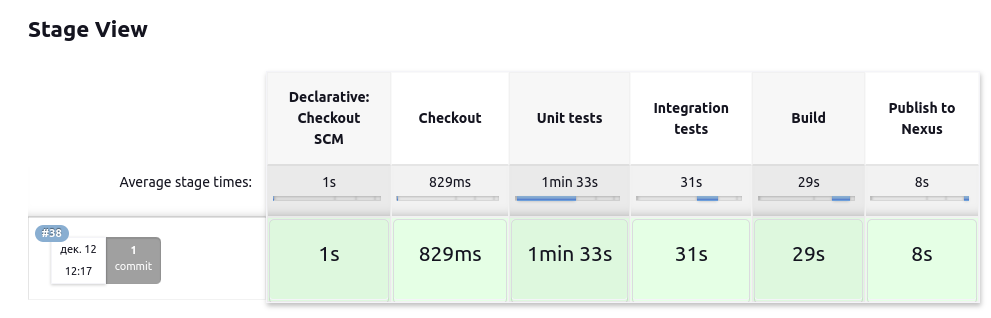 Stage View
Declarative:
Checkout
SCM
Checkout
Unit tests
Integration
tests
Build
Publish to
Nexus
Average stage times:
1s
829ms
1min 33s
31s
29s
8s
#38
дек. 12
12:17
1
commit
1s
829ms
1min 33s
31s
29s
8s